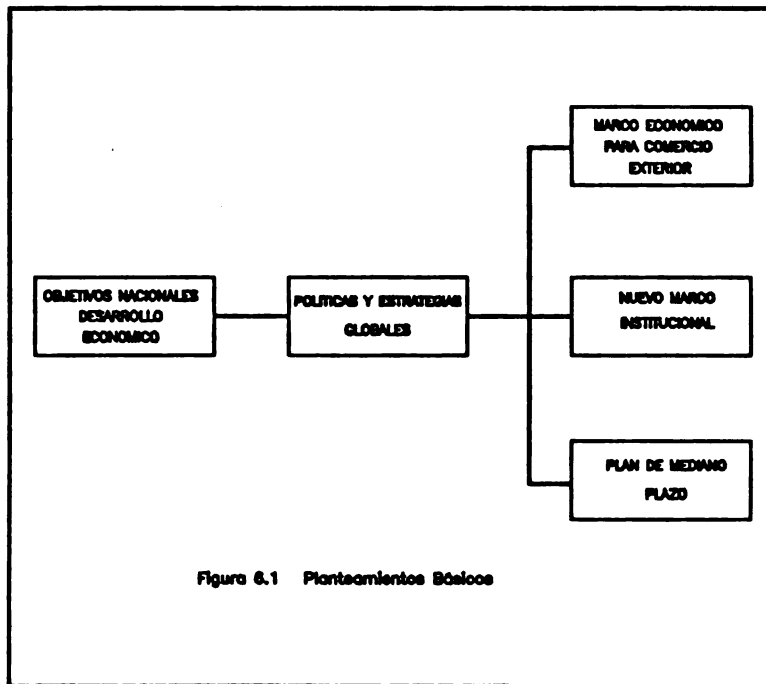 MARCO ECONOMICO
PARA COMERCIO
EXTERIOR
OBJETIVOS NACIONALES
DESARROLLO
ECONOMICO
POLITICAS Y ESTRATEGIAS
GLOBALES
NUEVO MARCO
INSTITUCIONAL
PLAN DE MEDIANO
PLAZO
Figura 6.1 Planteamientos Básicos